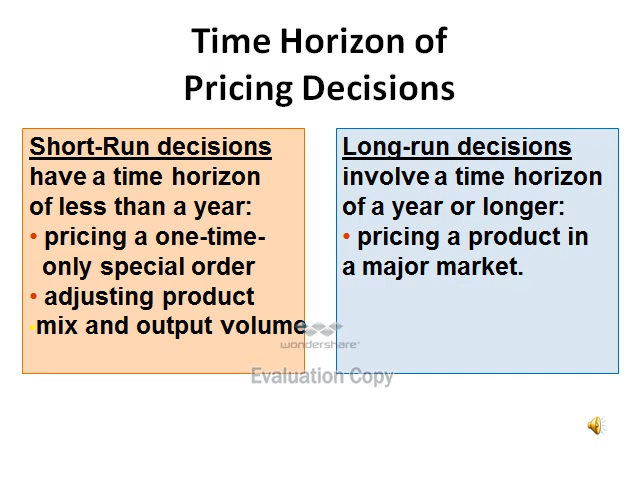 Time Horizon of
Pricing Decisions
Short-Run decisions
have a time horizon
of less than a year:
• pricing a one-time-
only special order
• adjusting product
•mix and output volume
Long-run decisions
involve a time horizon
of a year or longer:
• pricing a product in
a major market.
wondershare
Evaluation Copy